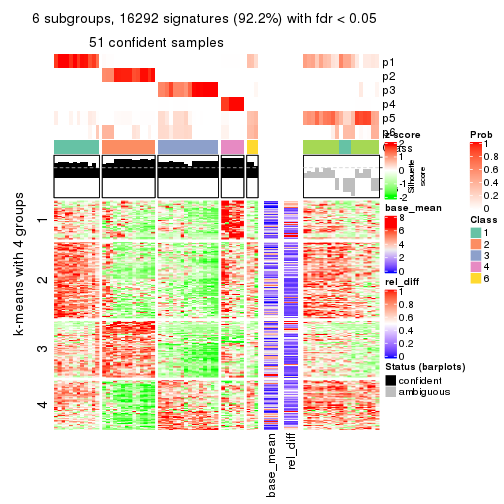 6 subgroups, 16292 signatures (92.2%) with fdr < 0.05
51 confident samples
p1
p2
p3
p4
p5
p6
Class
z-score
2
1
0
-1
-2
Silhouette
score
Prob
1
0.8
0.6
0.4
0.2
0
Class
1
2
3
4
6
base_mean
8
6
4
2
0
rel_diff
1
0.8
0.6
0.4
0.2
0
Status (barplots)
confident
ambiguous
k-means with 4 groups
1
2
3
4
base_mean
rel_diff